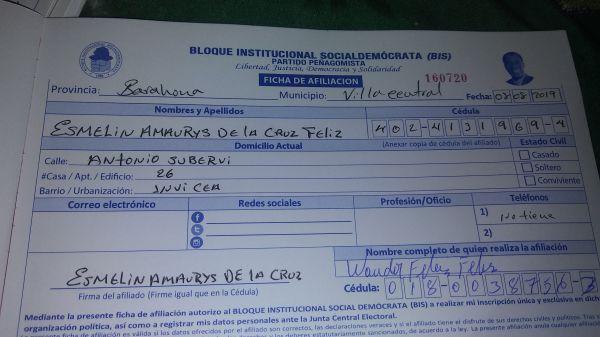 BLOQUE INSTITUCIONAL SOCIALDEMÓCRATA (BIS)
PARTIDO PEÑAGOMISTA
Libertad, Justicia, Democracia y Solidaridad
FICHA DE AFILIACION 160720
Provincia: Barahona Municipio: Villa central Fecha: 08/08/2019
Nombres y Apellidos Cédula
ESMELIN AMAURYS DE LA CRUZ FELIZ 402-4131969-4
Domicilio Actual (Anexar copia de cédula del afiliado) Estado Civil
Calle: ANTONIO SUBERVI Casado
#Casa / Apt. / Edificio: 26 Soltero
Barrio / Urbanización: INVI CEA Conviviente
Correo electrónico Redes sociales Profesión/Oficio Teléfonos
1) No tiene
2)
Nombre completo de quien realiza la afiliación
ESMELIN AMAURYS DE LA CRUZ Feliz
Firma del afiliado (Firme igual que en la Cédula) Cédula: 018-0038756-
Mediante la presente ficha de afiliación autorizo al BLOQUE INSTITUCIONAL SOCIAL DEMÓCRATA (BIS) a realizar mi inscripción única y exclusiva en dich
organización política, así como a registrar mis datos personales ante la Junta Central Electoral.